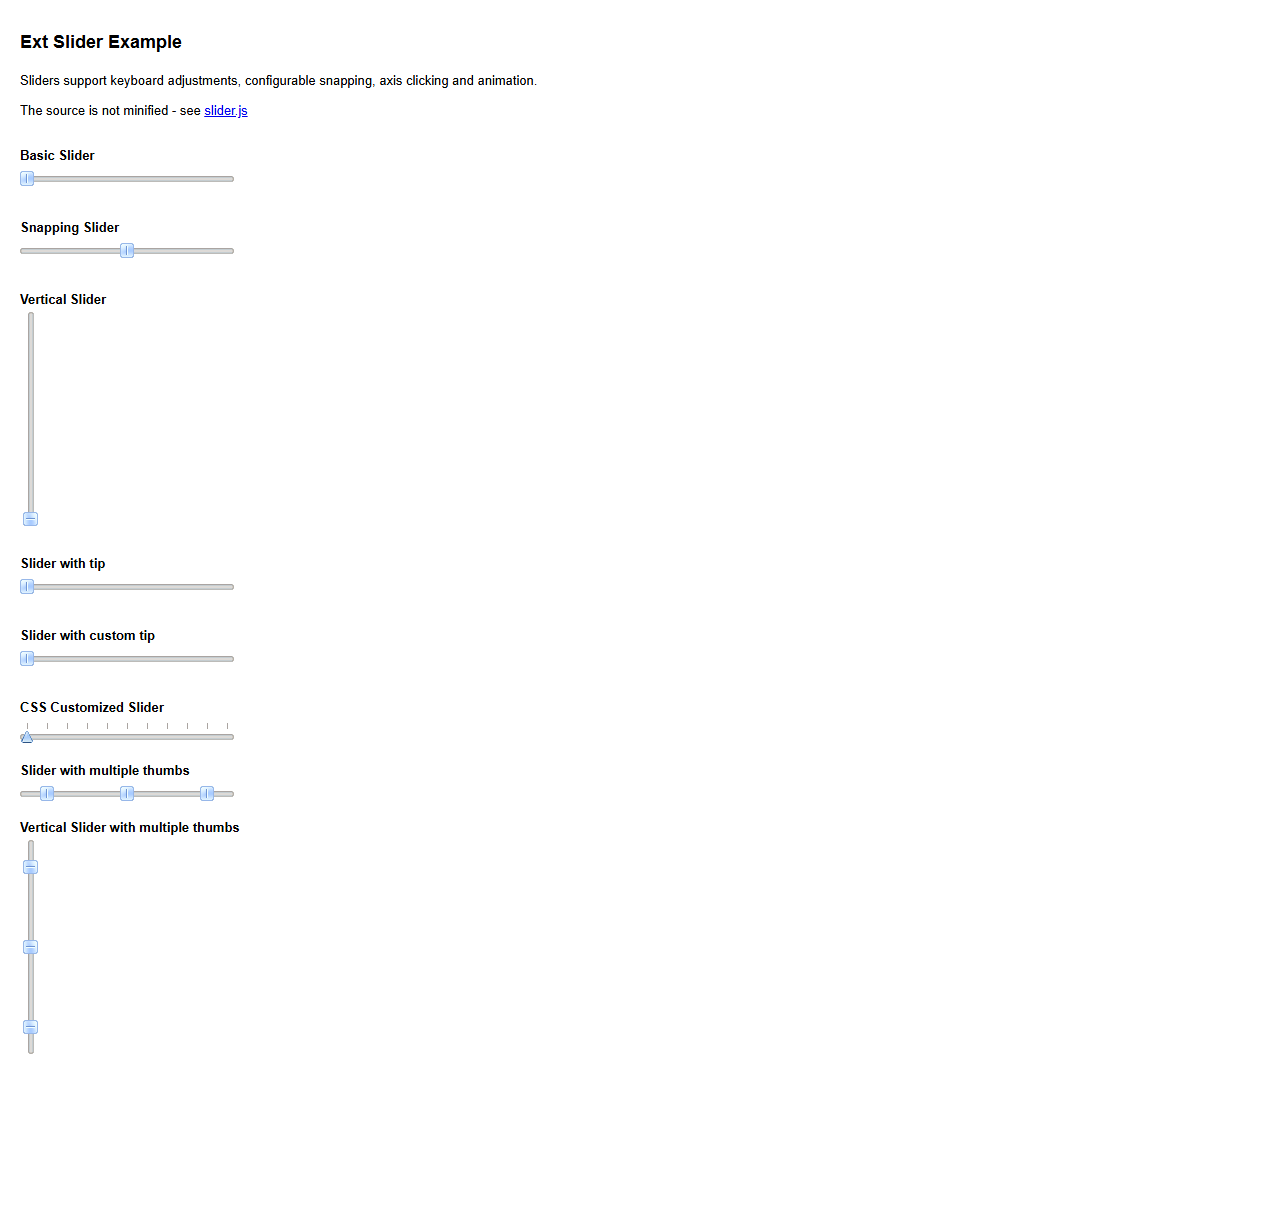 Ext Slider Example
Sliders support keyboard adjustments, configurable snapping, axis clicking and animation.
The source is not minified - see slider.js
Basic Slider
Snapping Slider
Vertical Slider
Slider with tip
Slider with custom tip
CSS Customized Slider
Slider with multiple thumbs
Vertical Slider with multiple thumbs